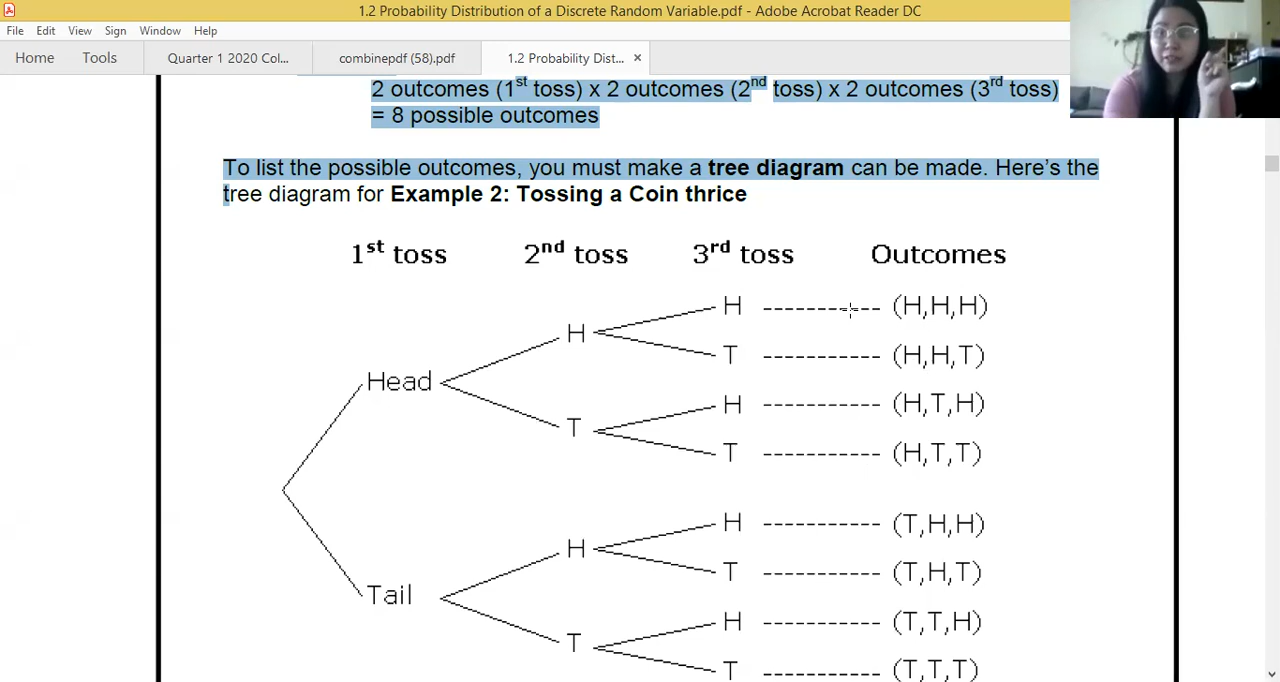 1.2 Probability Distribution of a Discrete Random Variable.pdf - Adobe Acrobat Reader DC
File Edit View Sign Window Help
Home Tools Quarter 1 2020 Col... combinepdf (58).pdf 1.2 Probability Dist... ×
2 outcomes (1st toss) x 2 outcomes (2nd toss) x 2 outcomes (3rd toss)
= 8 possible outcomes
To list the possible outcomes, you must make a tree diagram can be made. Here's the
tree diagram for Example 2: Tossing a Coin thrice
1st toss 2nd toss 3rd toss Outcomes
H ---------- (H,H,H)
H
T ---------- (H,H,T)
Head
H ---------- (H,T,H)
T
T ---------- (H,T,T)
H ---------- (T,H,H)
H
T ---------- (T,H,T)
Tail
H ---------- (T,T,H)
T
T ---------- (T,T,T)